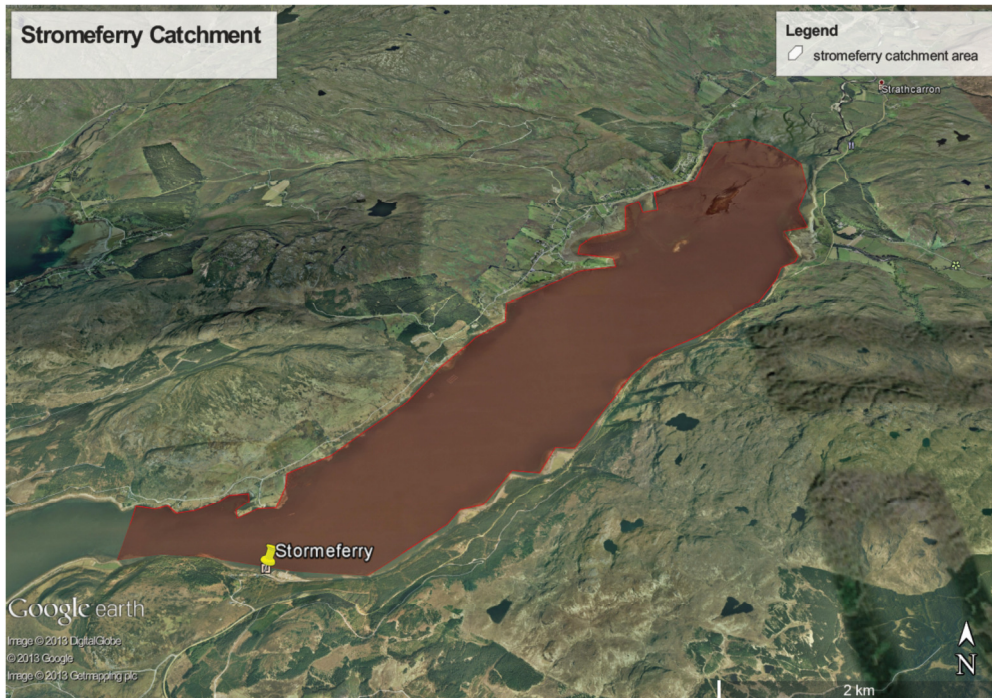 Stromeferry Catchment
Legend
stromeferry catchment area
Strathcarron
Stormeferry
Google earth
Image © 2013 DigitalGlobe
© 2013 Google
Image © 2013 Getmapping plc
N
2 km